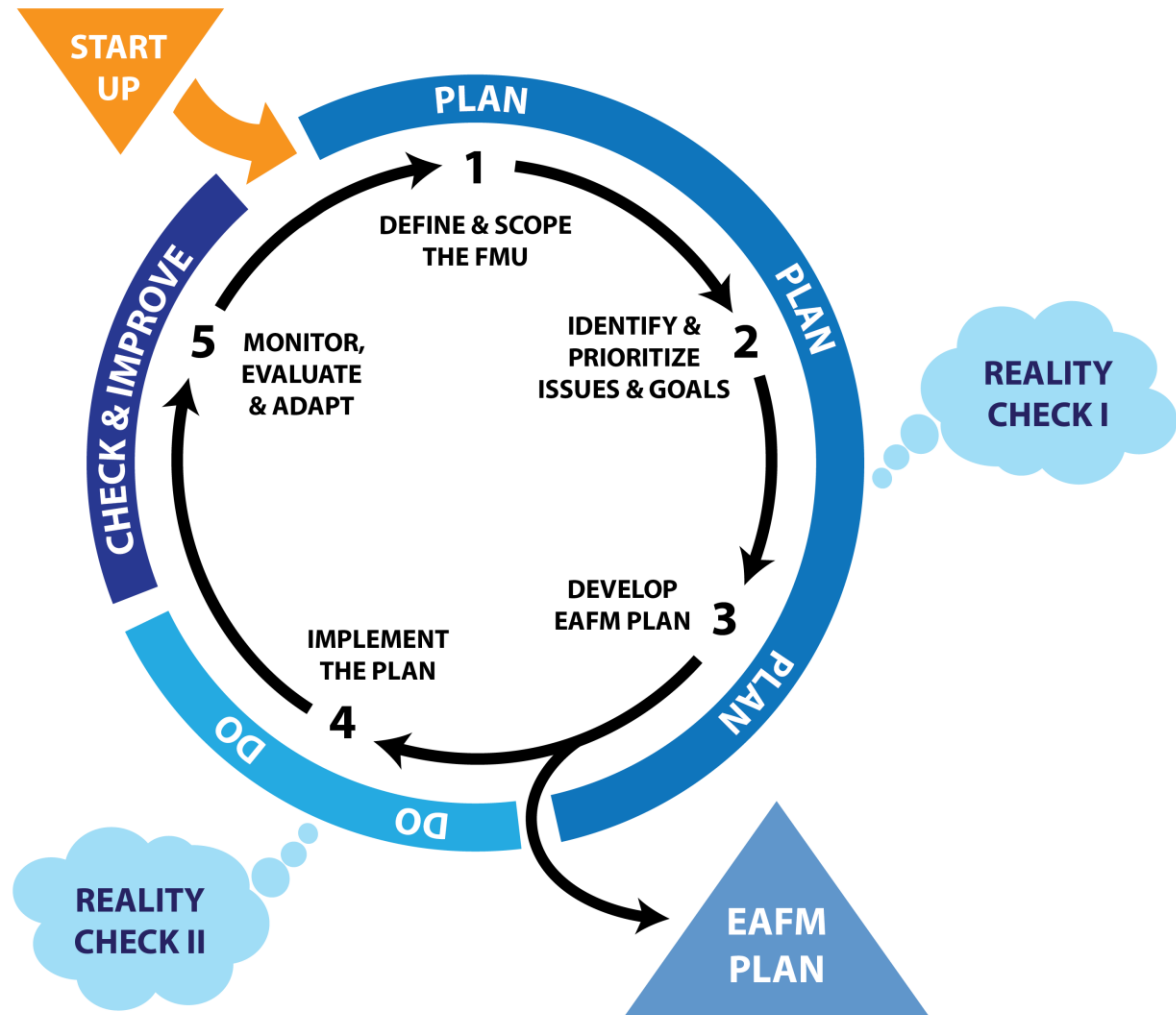 START
UP
PLAN
1
DEFINE & SCOPE
THE FMU
PLAN
2
IDENTIFY &
PRIORITIZE
ISSUES & GOALS
REALITY
CHECK I
PLAN
3
DEVELOP
EAFM PLAN
4
IMPLEMENT
THE PLAN
DO
DO
REALITY
CHECK II
EAFM
PLAN
5
MONITOR,
EVALUATE
& ADAPT
CHECK & IMPROVE